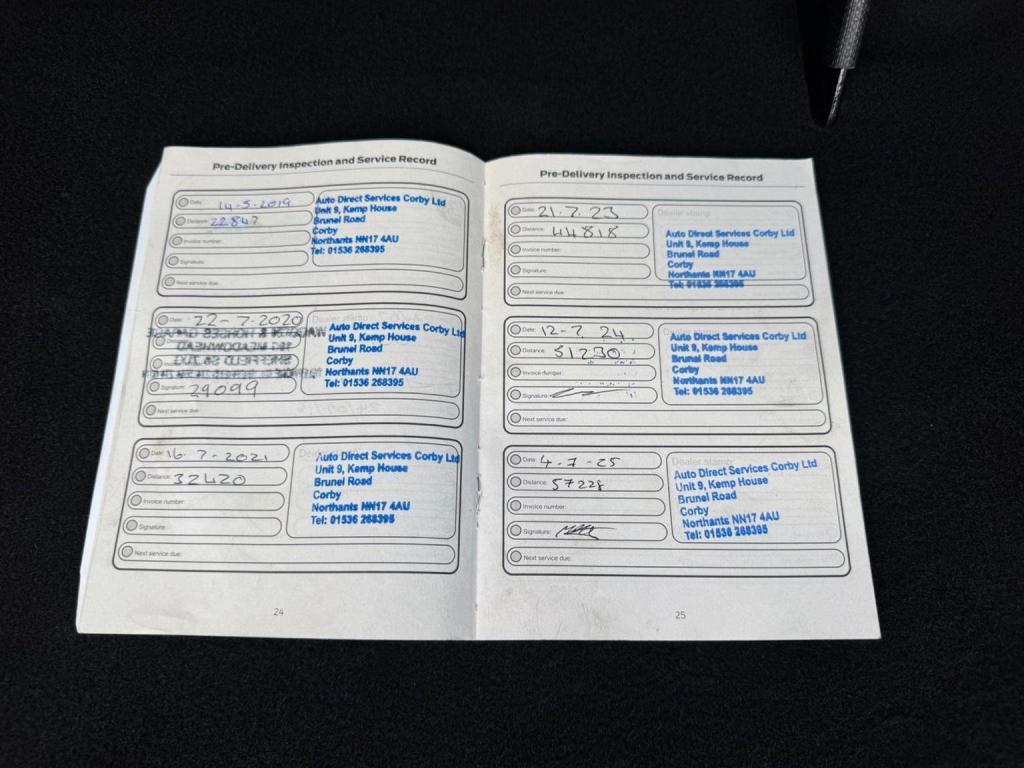 Pre-Delivery Inspection and Service Record
Date: 14-5-2019
Distance: 22847
Invoice number:
Signature:
Next service due:
Auto Direct Services Corby Ltd
Unit 9, Kemp House
Brunel Road
Corby
Northants NN17 4AU
Tel: 01536 268395
Date: 22-7-2020
Signature: 29099
Next service due:
Dealer stamp
Auto Direct Services Corby Ltd
Unit 9, Kemp House
Brunel Road
Corby
Northants NN17 4AU
Tel: 01536 268395
Date: 16.7-2021
Distance: 32420
Invoice number:
Signature:
Next service due:
Auto Direct Services Corby Ltd
Unit 9, Kemp House
Brunel Road
Corby
Northants NN17 4AU
Tel: 01536 268395
24
Pre-Delivery Inspection and Service Record
Date: 21.7.23
Distance: 44818
Invoice number:
Signature:
Next service due:
Dealer stamp
Auto Direct Services Corby Ltd
Unit 9, Kemp House
Brunel Road
Corby
Northants NN17 4AU
Tel: 01536 268395
Date: 12-7.24.
Distance:
Invoice number:
Signature:
Next service due:
Auto Direct Services Corby Ltd
Unit 9, Kemp House
Brunel Road
Corby
Northants NN17 4AU
Tel: 01536 268395
Date: 4-7-25
Distance: 57228
Invoice number:
Signature:
Next service due:
Dealer stamp
Auto Direct Services Corby Ltd
Unit 9, Kemp House
Brunel Road
Corby
Northants NN17 4AU
Tel: 01536 268395
25